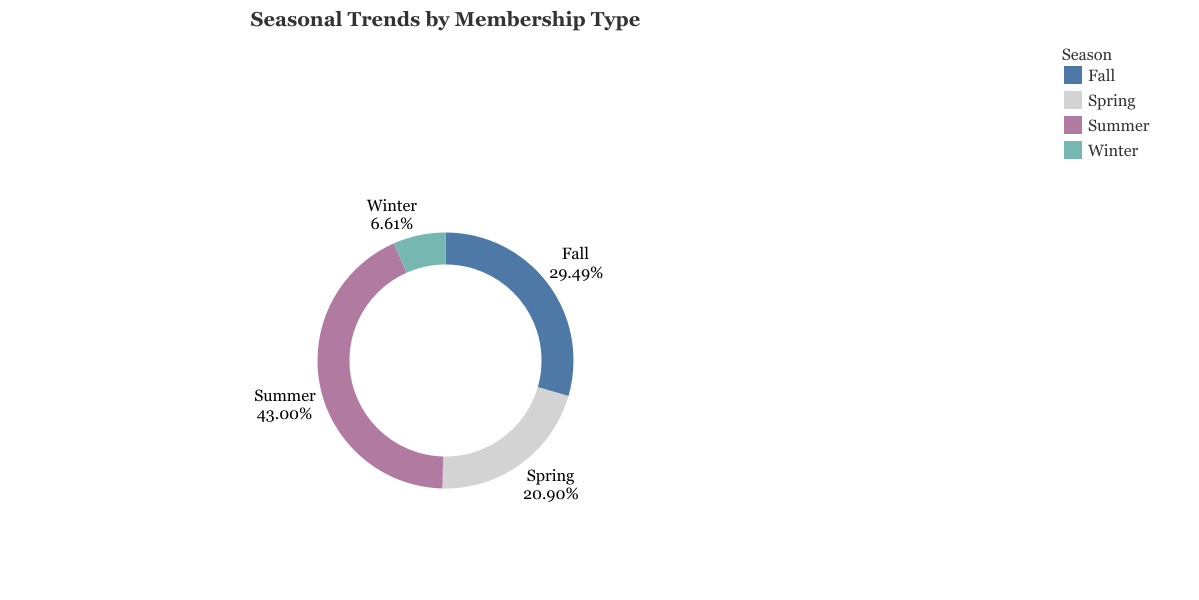 Seasonal Trends by Membership Type
Season
Fall
Spring
Summer
Winter
Winter
6.61%
Fall
29.49%
Summer
43.00%
Spring
20.90%